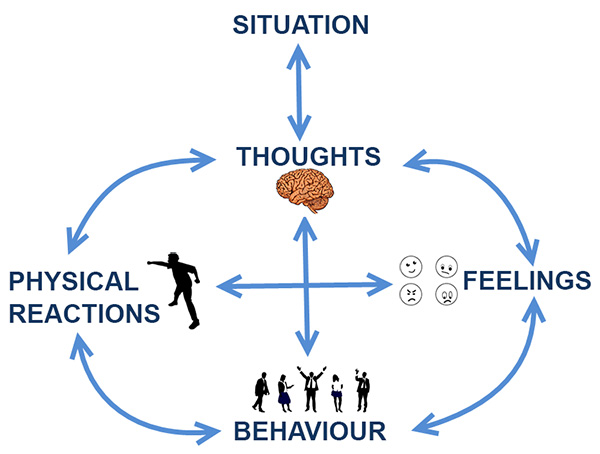 SITUATION
THOUGHTS
PHYSICAL
REACTIONS
FEELINGS
BEHAVIOUR